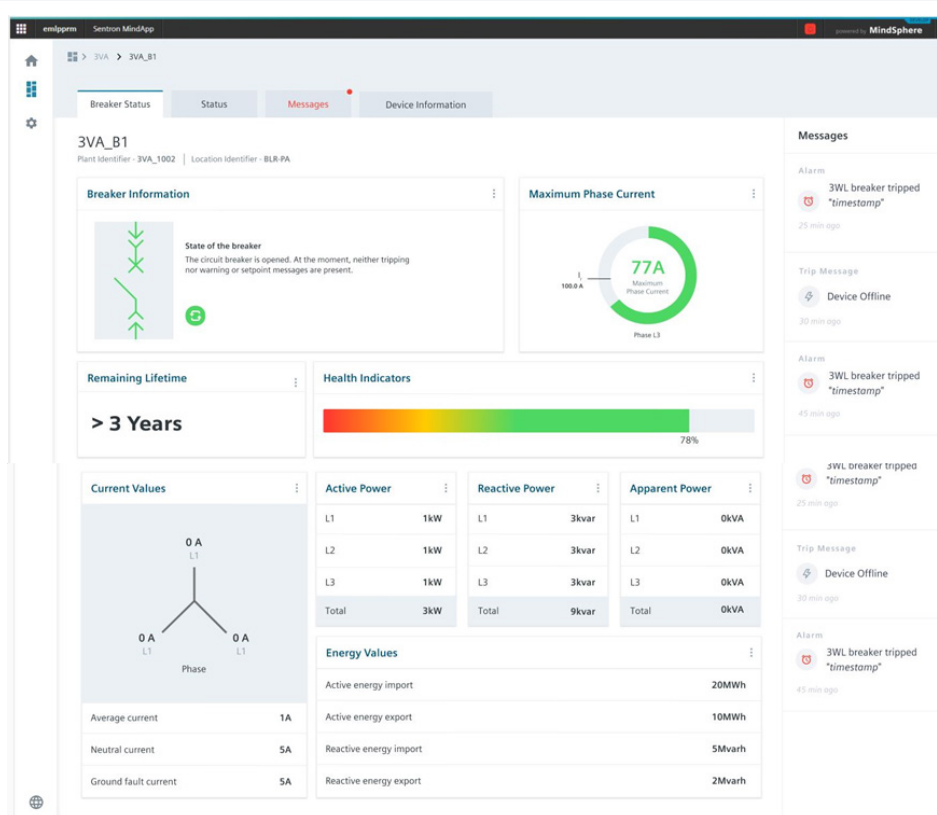 emlpprm
Sentron MindApp
powered by MindSphere
3VA > 3VA_B1
Breaker Status
Status
Messages
Device Information
3VA_B1
Plant Identifier - 3VA_1002 | Location Identifier - BLR-PA
Breaker Information
State of the breaker
The circuit breaker is opened. At the moment, neither tripping
nor warning or setpoint messages are present.
Maximum Phase Current
77A
Maximum
Phase Current
100.0 A
Phase L3
Remaining Lifetime
> 3 Years
Health Indicators
78%
Current Values
0 A
L1
0 A
L1
0 A
L1
Phase
Average current 1A
Neutral current 5A
Ground fault current 5A
Active Power
L1 1kW
L2 1kW
L3 1kW
Total 3kW
Reactive Power
L1 3kvar
L2 3kvar
L3 3kvar
Total 9kvar
Apparent Power
L1 0kVA
L2 0kVA
L3 0kVA
Total 0kVA
Energy Values
Active energy import 20MWh
Active energy export 10MWh
Reactive energy import 5Mvarh
Reactive energy export 2Mvarh
Messages
Alarm
3WL breaker tripped
"timestamp"
25 min ago
Trip Message
Device Offline
30 min ago
Alarm
3WL breaker tripped
"timestamp"
45 min ago
3WL breaker tripped
"timestamp"
25 min ago
Trip Message
Device Offline
30 min ago
Alarm
3WL breaker tripped
"timestamp"
45 min ago